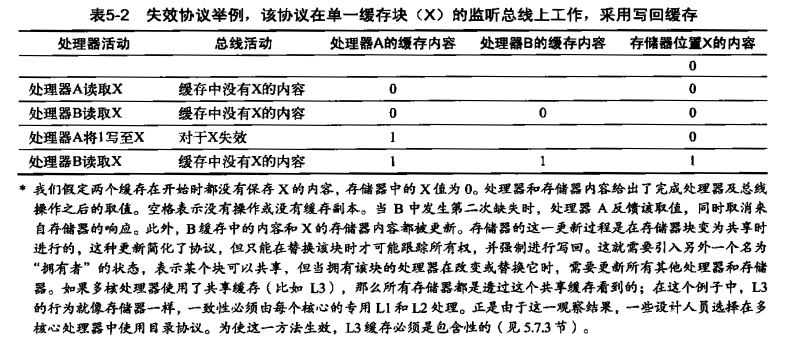 表5-2 失效协议举例，该协议在单一缓存块（X）的监听总线上工作，采用写回缓存
处理器活动 总线活动 处理器A的缓存内容 处理器B的缓存内容 存储器位置X的内容
0
处理器A读取X 缓存中没有X的内容 0 0
处理器B读取X 缓存中没有X的内容 0 0 0
处理器A将1写至X 对于X失效 1 0
处理器B读取X 缓存中没有X的内容 1 1 1
* 我们假定两个缓存在开始时都没有保存X的内容，存储器中的X值为0。处理器和存储器内容给出了完成处理器及总线
操作之后的取值。空格表示没有操作或没有缓存副本。当B中发生第二次缺失时，处理器A反馈该取值，同时取消来
自存储器的响应。此外，B缓存中的内容和X的存储器内容都被更新。存储器的这一更新过程是在存储器块变为共享时
进行的，这种更新简化了协议，但只能在替换该块时才可能跟踪所有权，并强制进行写回。这就需要引入另外一个名为
“拥有者”的状态，表示某个块可以共享，但当拥有该块的处理器在改变或替换它时，需要更新所有其他处理器和存储
器。如果多核处理器使用了共享缓存（比如L3），那么所有存储器都是透过这个共享缓存看到的；在这个例子中，L3
的行为就像存储器一样，一致性必须由每个核心的专用L1和L2处理。正是由于这一观察结果，一些设计人员选择在多
核心处理器中使用目录协议。为使这一方法生效，L3缓存必须是包含性的（见5.7.3节）。